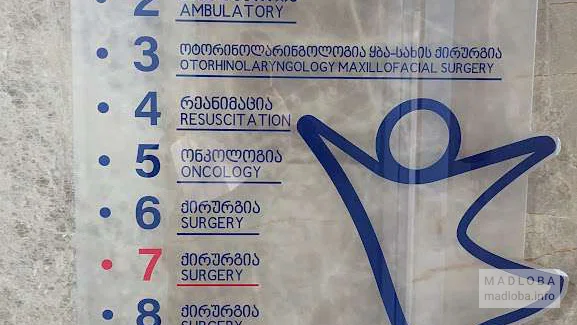 2
AMBULATORY
• 3 ოტორინოლარინგოლოგია ყბა-სახის ქირურგია
OTORHINOLARYNGOLOGY MAXILLOFACIAL SURGERY
• 4 რეანიმაცია
RESUSCITATION
• 5 ონკოლოგია
ONCOLOGY
• 6 ქირურგია
SURGERY
• 7 ქირურგია
SURGERY
• 8 ქირურგია
SURGERY
MADLOBA
madloba.info